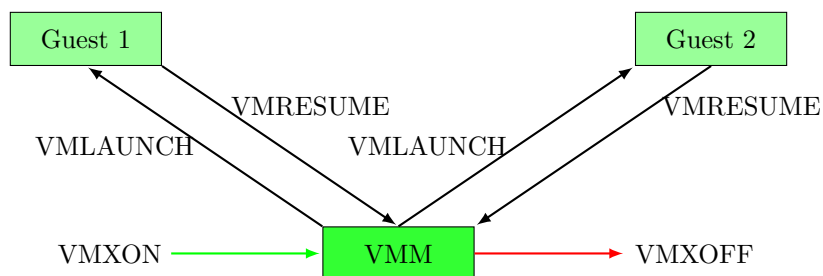 Guest 1
Guest 2
VMRESUME
VMRESUME
VMLAUNCH
VMLAUNCH
VMXON
VMM
VMXOFF